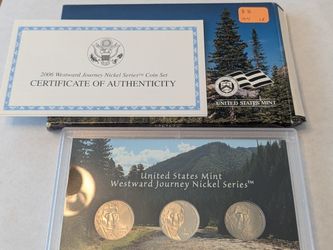 2006 Westward Journey Nickel Series™ Coin Set
CERTIFICATE OF AUTHENTICITY
UNITED STATES MINT
United States Mint
Westward Journey Nickel Series™